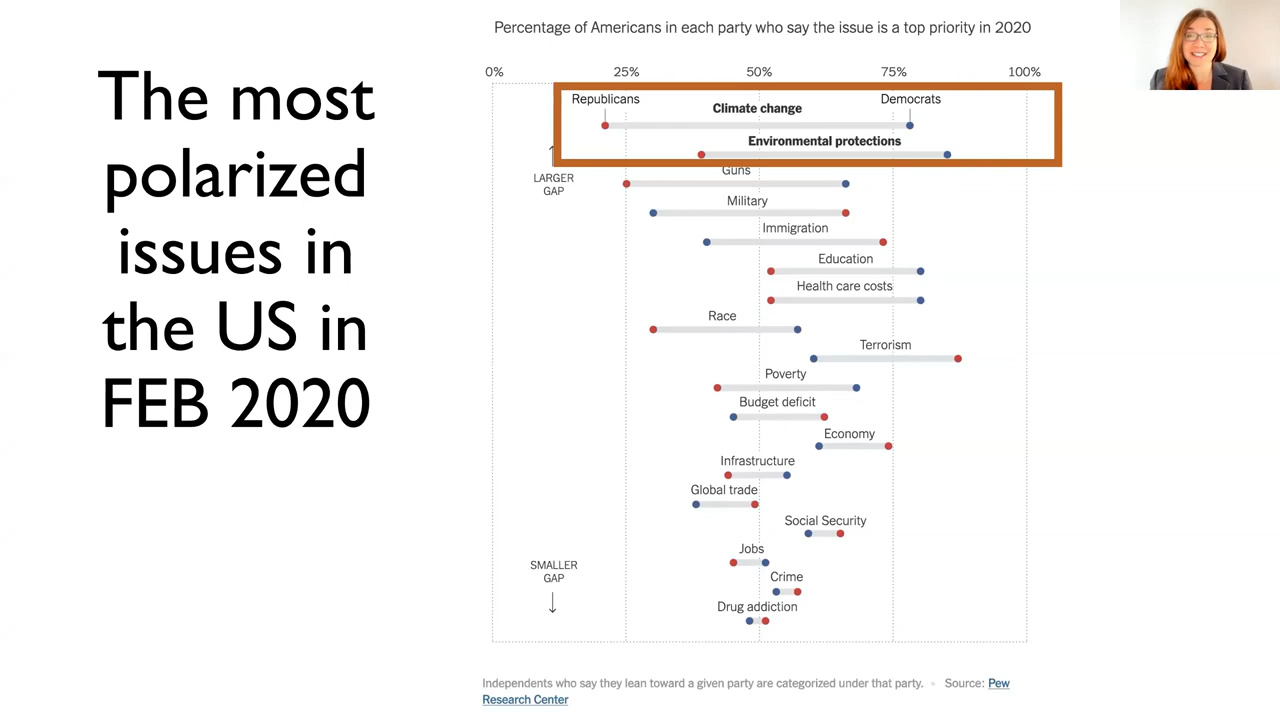 The most
polarized
issues in
the US in
FEB 2020
Percentage of Americans in each party who say the issue is a top priority in 2020
0% 25% 50% 75% 100%
Republicans Climate change Democrats
Environmental protections
LARGER
GAP
Guns
Military
Immigration
Education
Health care costs
Race
Terrorism
Poverty
Budget deficit
Economy
Infrastructure
Global trade
Social Security
Jobs
SMALLER
GAP
Crime
Drug addiction
Independents who say they lean toward a given party are categorized under that party. • Source: Pew
Research Center